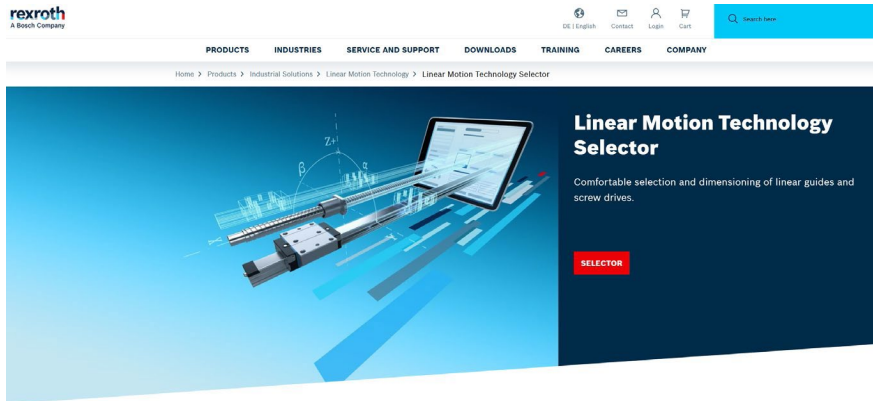 rexroth
A Bosch Company
DE | English Contact Login Cart
Search here
PRODUCTS INDUSTRIES SERVICE AND SUPPORT DOWNLOADS TRAINING CAREERS COMPANY
Home > Products > Industrial Solutions > Linear Motion Technology > Linear Motion Technology Selector
Z+
β
α
Linear Motion Technology
Selector
Comfortable selection and dimensioning of linear guides and
screw drives.
SELECTOR